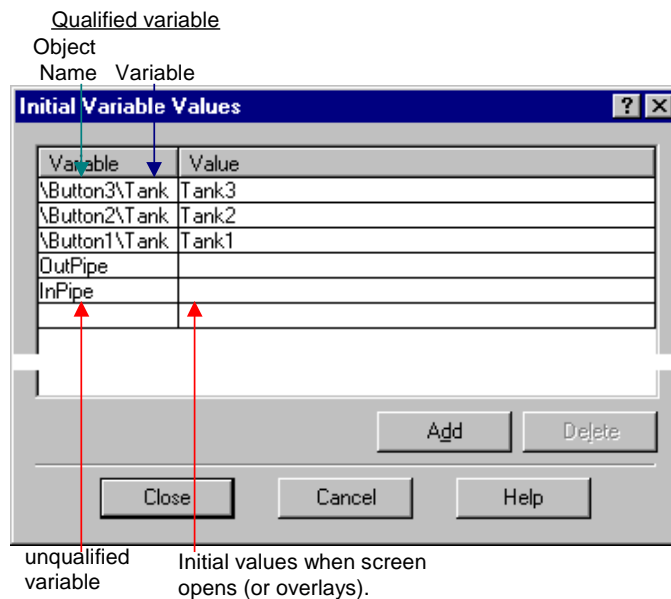 Qualified variable
Object
Name Variable
Initial Variable Values
Variable Value
\Button3\Tank Tank3
\Button2\Tank Tank2
\Button1\Tank Tank1
OutPipe
InPipe
Add Delete
Close Cancel Help
unqualified
variable
Initial values when screen
opens (or overlays).